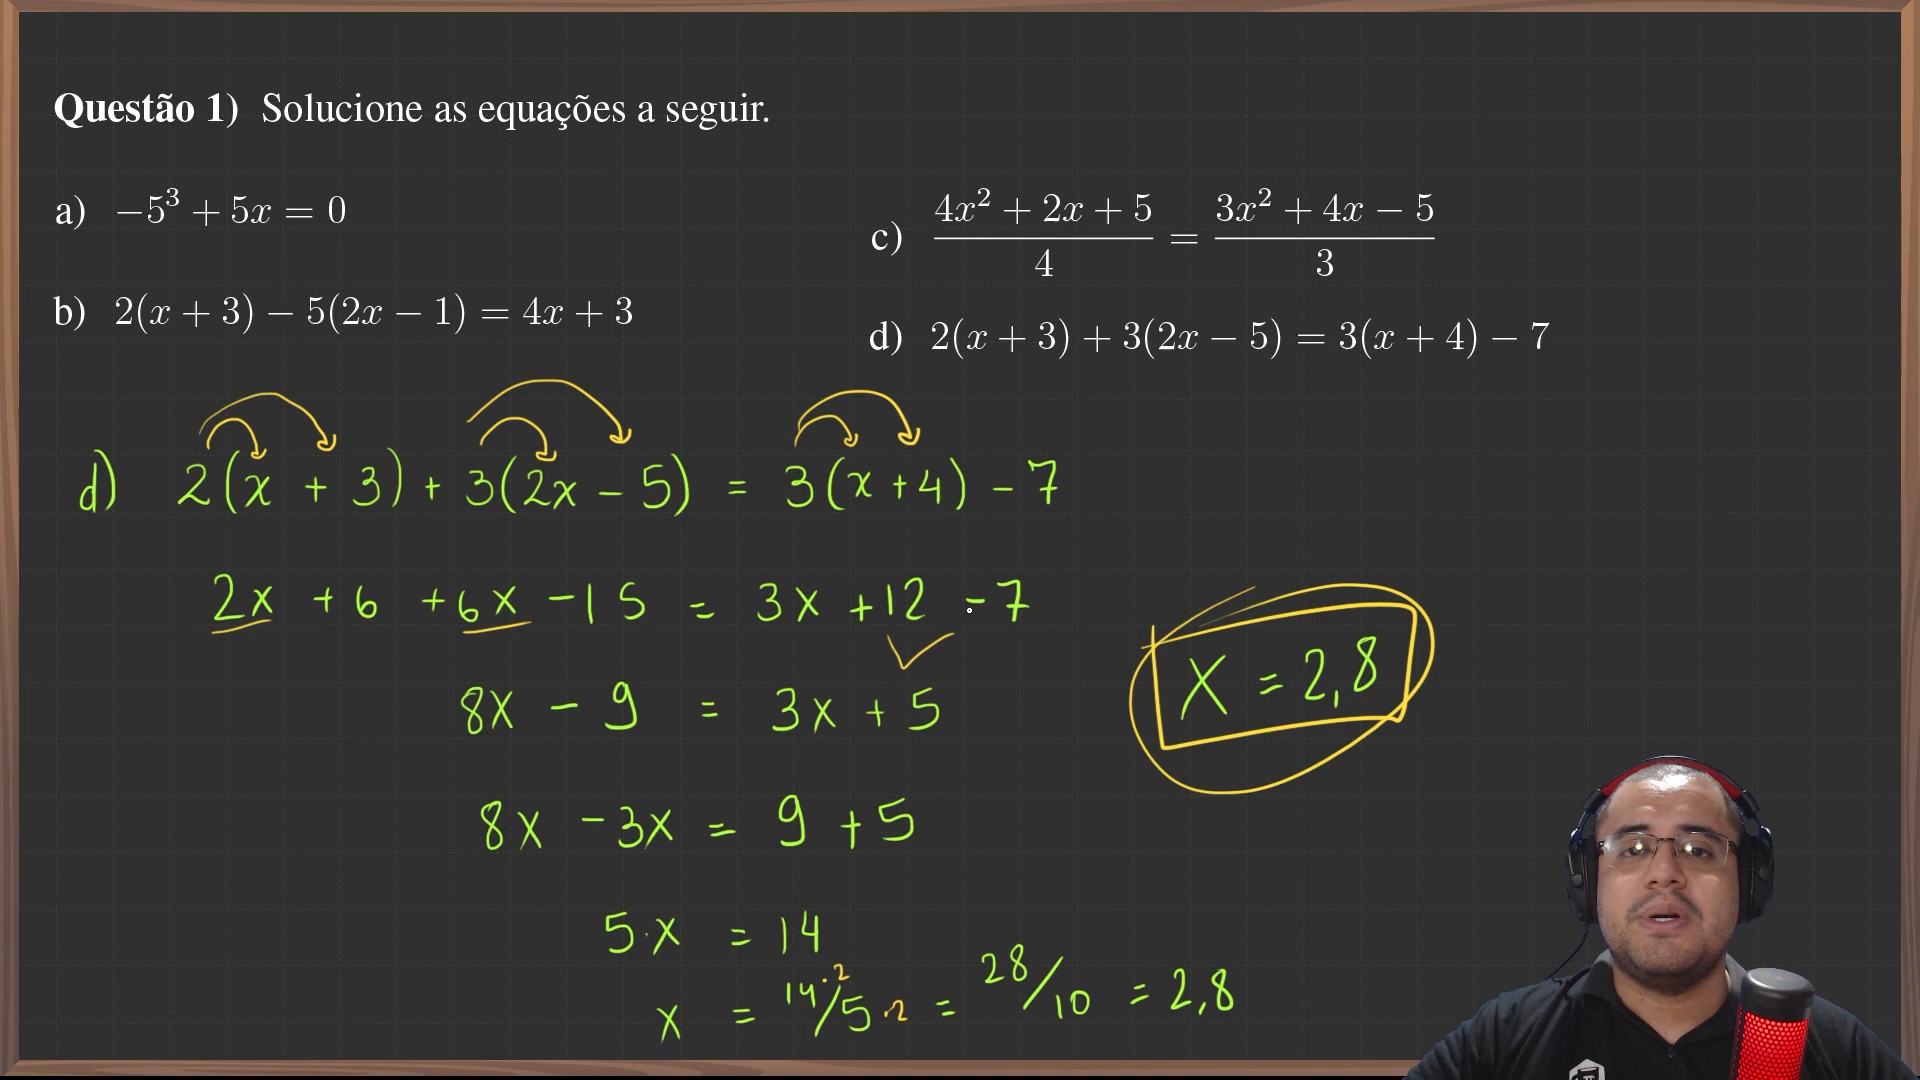 Questão 1) Solucione as equações a seguir.
a) −5³ + 5x = 0
b) 2(x + 3) − 5(2x − 1) = 4x + 3
c) (4x² + 2x + 5)/4 = (3x² + 4x − 5)/3
d) 2(x + 3) + 3(2x − 5) = 3(x + 4) − 7
d) 2(x + 3) + 3(2x − 5) = 3(x + 4) − 7
2x + 6 + 6x − 15 = 3x + 12 − 7
8x − 9 = 3x + 5
8x − 3x = 9 + 5
5·x = 14
x = 14·2/5·2 = 28/10 = 2,8
X = 2,8